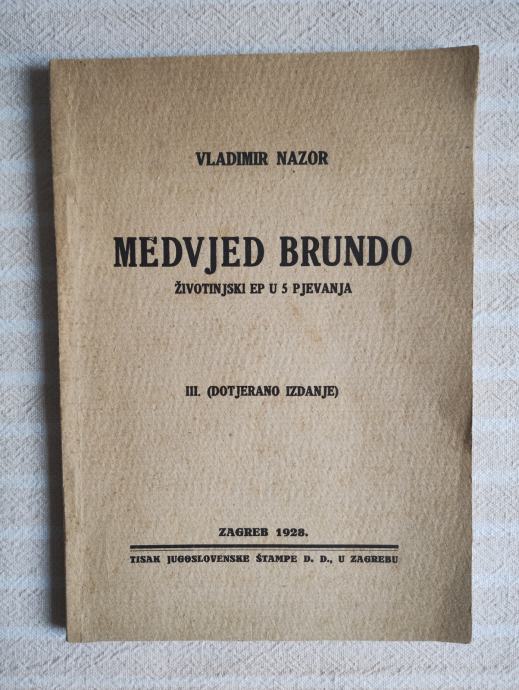 VLADIMIR NAZOR
MEDVJED BRUNDO
ŽIVOTINJSKI EP U 5 PJEVANJA
III. (DOTJERANO IZDANJE)
ZAGREB 1928.
TISAK JUGOSLOVENSKE ŠTAMPE D. D., U ZAGREBU